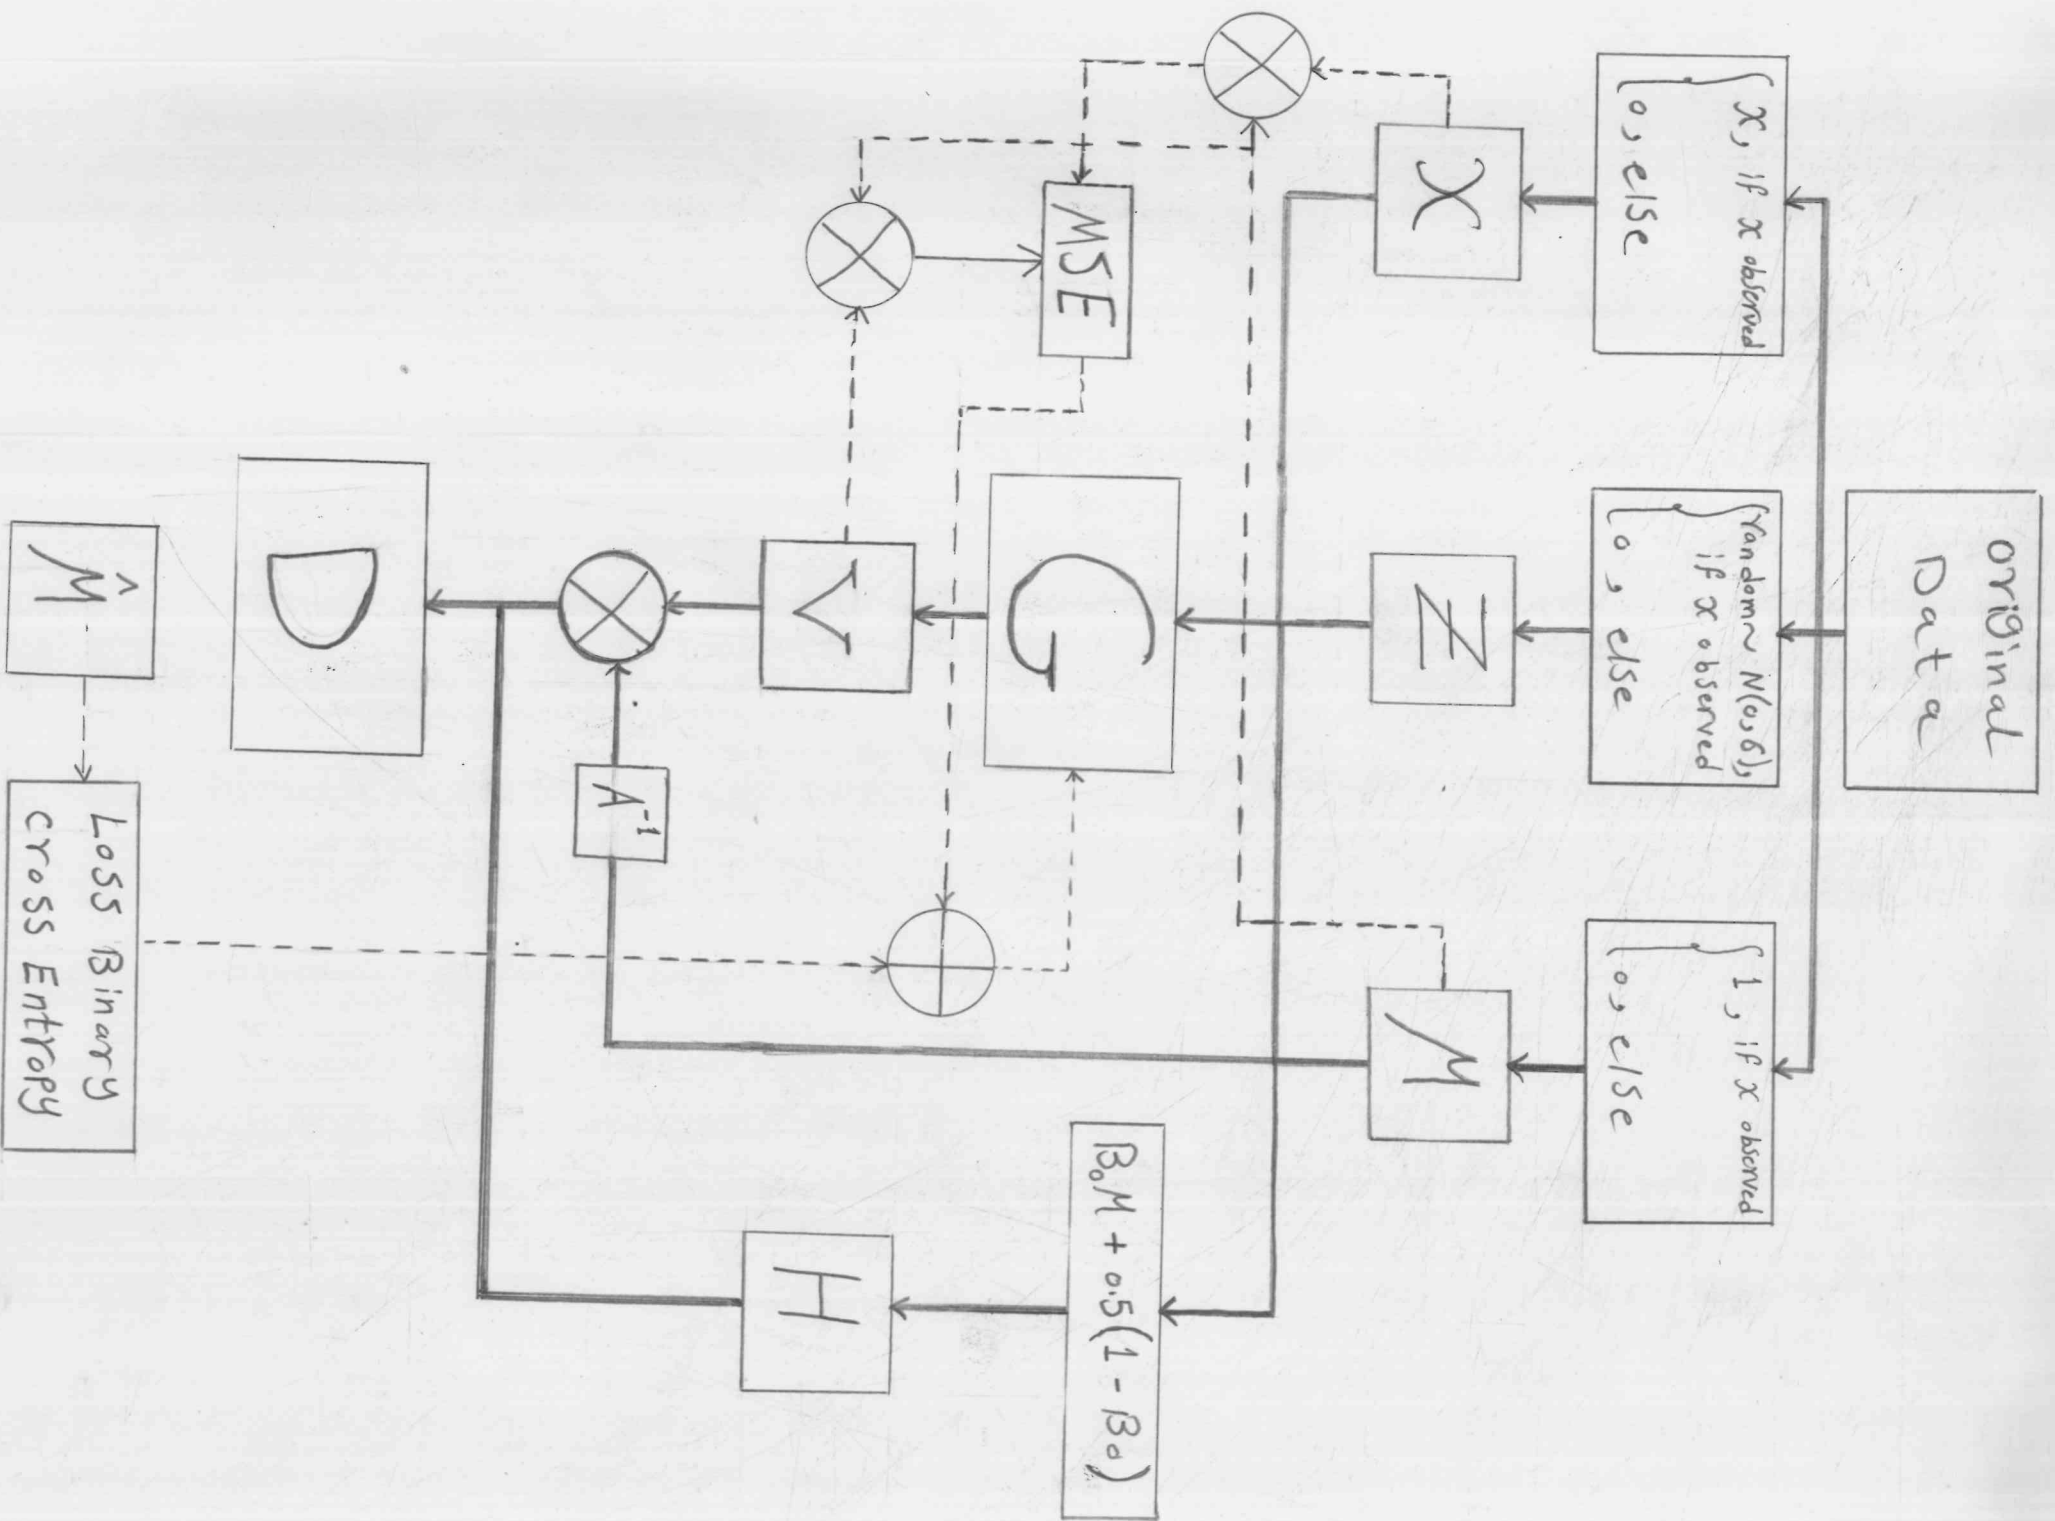 Original
Data
x, if x observed
0, else
random~ N(0,6),
if x observed
0, else
1, if x observed
0, else
X
Z
M
B₀M + 0.5(1 - B₀)
MSE
G
Y
H
A⁻¹
D
M̂
Loss Binary
Cross Entropy